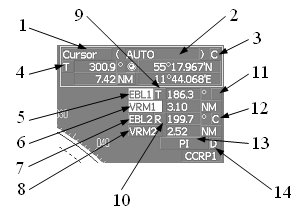 1 9 2
Cursor ( AUTO ) C 3
4 T 300.9 ° 55°17.967'N
7.42 NM 11°44.068'E
5 EBL1 T 186.3 ° 11
6 VRM1 3.10 NM
7 EBL2 R 199.7 ° C 12
8 VRM2 2.52 NM 13
040 PI D
CCRP1
10 14